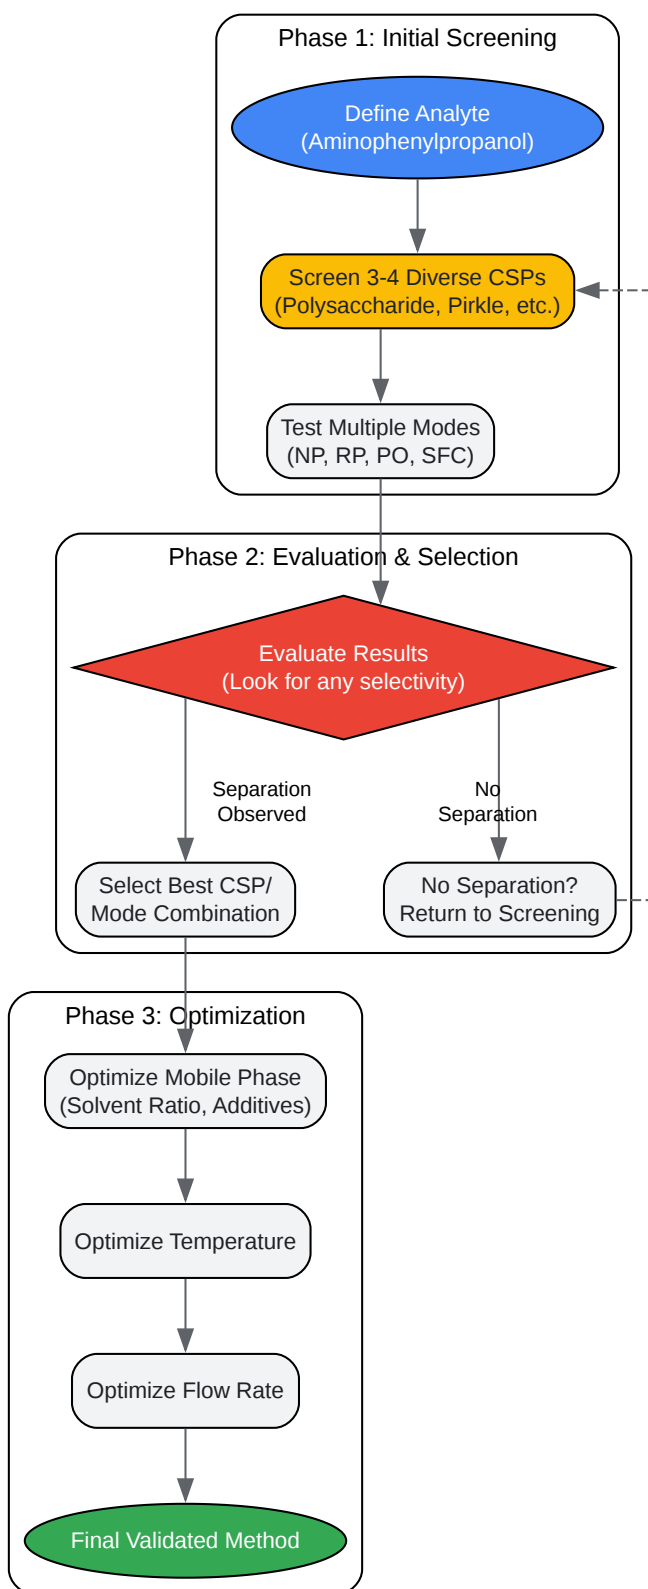 Phase 1: Initial Screening
Define Analyte
(Aminophenylpropanol)
Screen 3-4 Diverse CSPs
(Polysaccharide, Pirkle, etc.)
Test Multiple Modes
(NP, RP, PO, SFC)
Phase 2: Evaluation & Selection
Evaluate Results
(Look for any selectivity)
Separation
Observed
No
Separation
Select Best CSP/
Mode Combination
No Separation?
Return to Screening
Phase 3: Optimization
Optimize Mobile Phase
(Solvent Ratio, Additives)
Optimize Temperature
Optimize Flow Rate
Final Validated Method